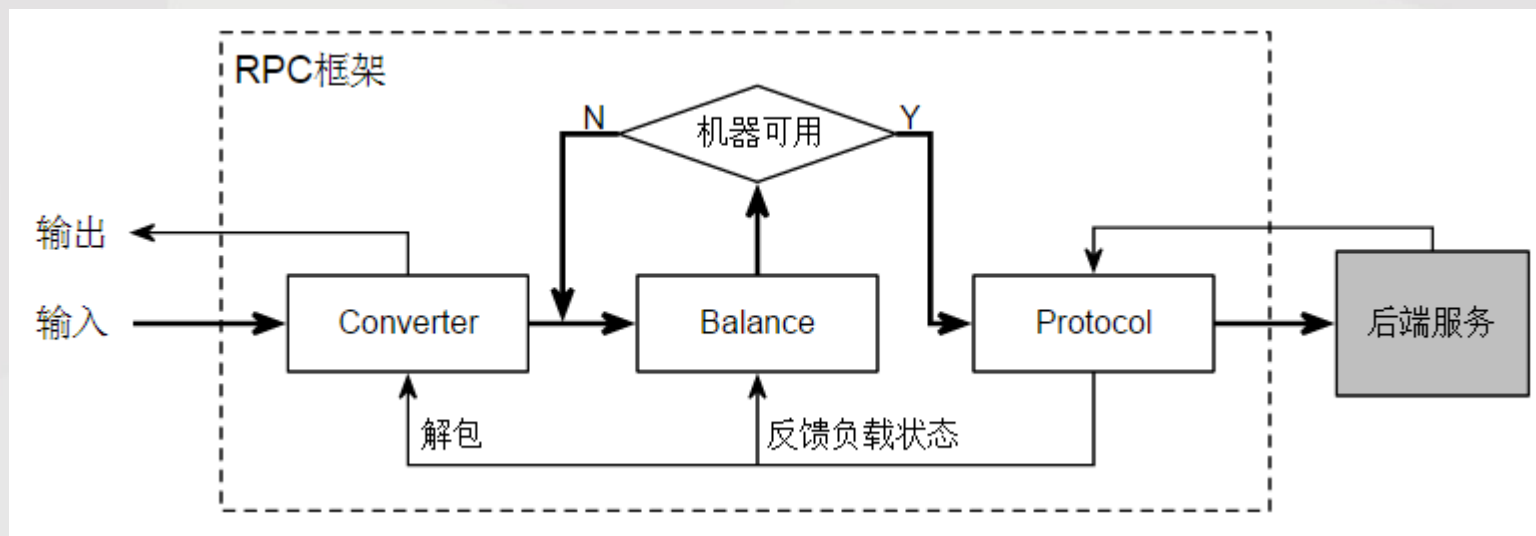 RPC框架
N
机器可用
Y
输出
输入
Converter
Balance
Protocol
后端服务
解包
反馈负载状态